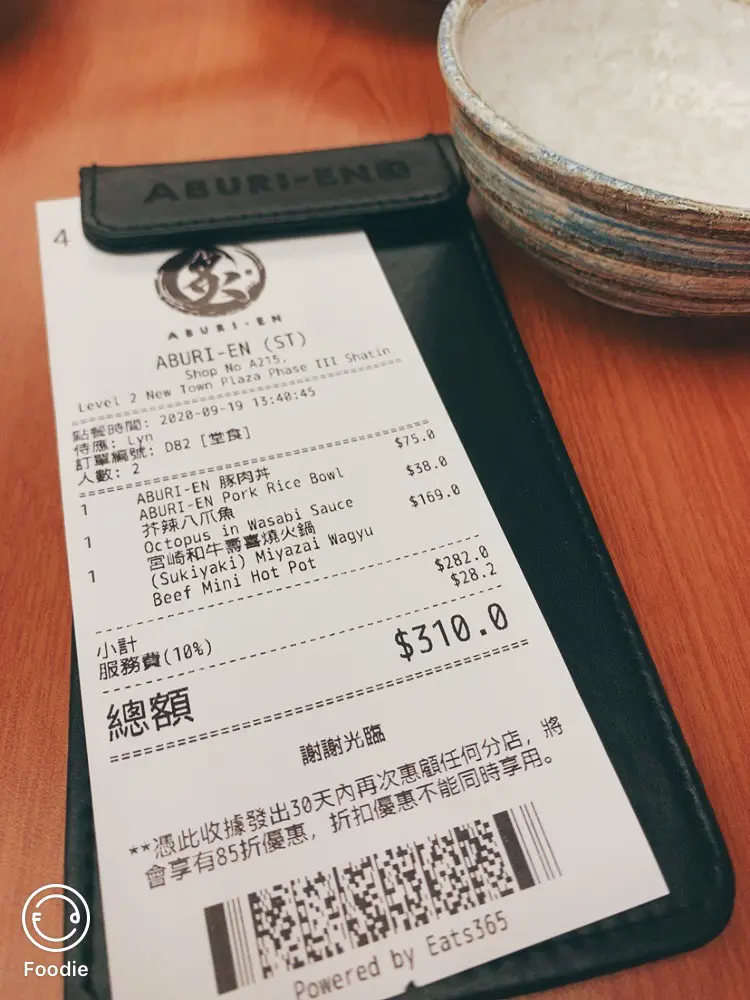 ABURI-EN
4
炙
ABURI-EN
ABURI-EN (ST)
Shop No A215,
Level 2 New Town Plaza Phase III Shatin
點餐時間: 2020-09-19 13:40:45
侍應: Lyn
訂單編號: D82 [堂食]
人數: 2
1 ABURI-EN 豚肉丼 $75.0
ABURI-EN Pork Rice Bowl
1 芥辣八爪魚 $38.0
Octopus in Wasabi Sauce
1 宮崎和牛壽喜燒火鍋 $169.0
(Sukiyaki) Miyazai Wagyu
Beef Mini Hot Pot
小計 $282.0
服務費(10%) $28.2
總額 $310.0
謝謝光臨
**憑此收據發出30天內再次惠顧任何分店, 將
會享有85折優惠, 折扣優惠不能同時享用。
Powered by Eats365
Foodie